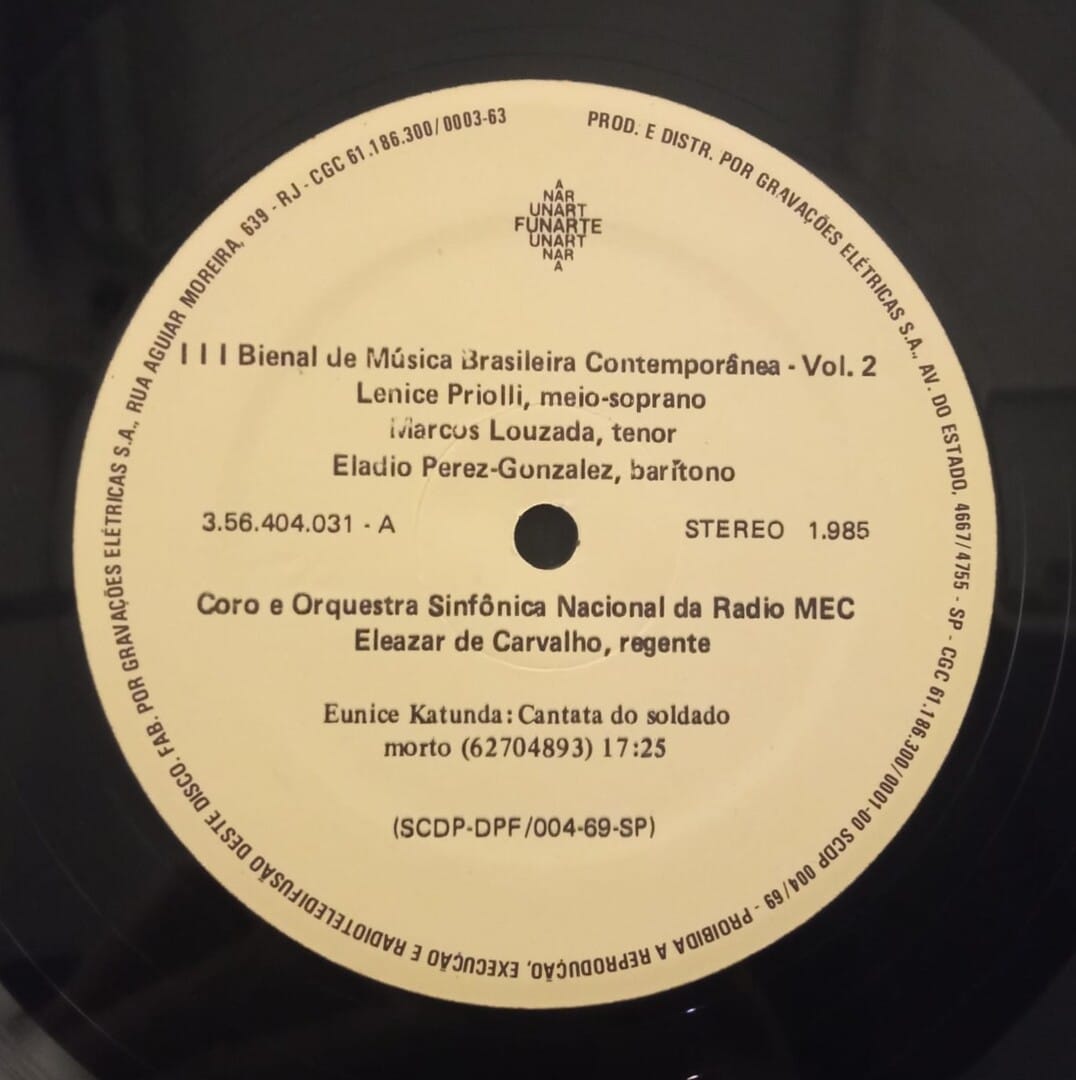 PROD. E DISTR. POR GRAVAÇÕES ELÉTRICAS S.A., AV. DO ESTADO, 4667/4755 - SP - CGC 61.186.300/0001-00 SCDP 004/69 - PROIBIDA A REPRODUÇÃO, EXECUÇÃO E RADIOTELEDIFUSÃO DESTE DISCO. FAB. POR GRAVAÇÕES ELÉTRICAS S.A., RUA AGUIAR MOREIRA, 639 - RJ - CGC 61.186.300/0003-63
A
NAR
UNART
FUNARTE
UNART
NAR
A
III Bienal de Música Brasileira Contemporânea - Vol. 2
Lenice Priolli, meio-soprano
Marcos Louzada, tenor
Eladio Perez-Gonzalez, barítono
3.56.404.031 - A STEREO 1.985
Coro e Orquestra Sinfônica Nacional da Radio MEC
Eleazar de Carvalho, regente
Eunice Katunda: Cantata do soldado
morto (62704893) 17:25
(SCDP-DPF/004-69-SP)